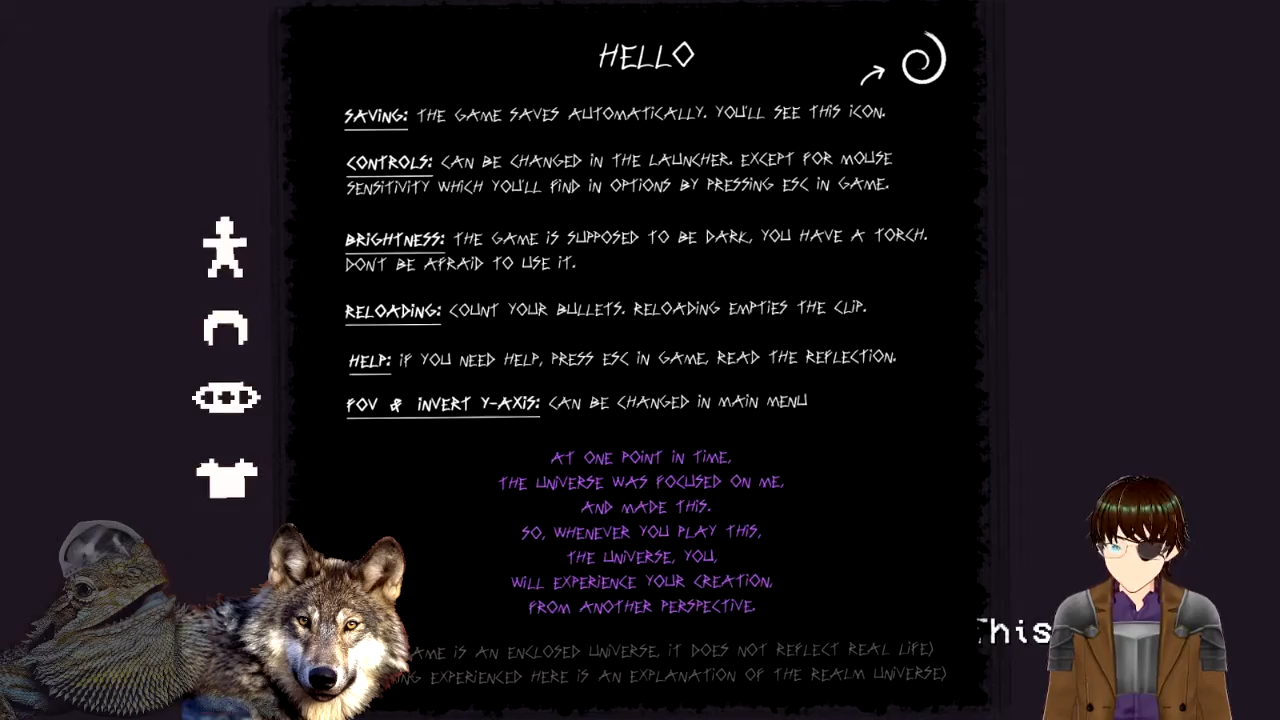 HELLO
SAVING: THE GAME SAVES AUTOMATICALLY. YOU'LL SEE THIS ICON.
CONTROLS: CAN BE CHANGED IN THE LAUNCHER. EXCEPT FOR MOUSE
SENSITIVITY WHICH YOU'LL FIND IN OPTIONS BY PRESSING ESC IN GAME.
BRIGHTNESS: THE GAME IS SUPPOSED TO BE DARK, YOU HAVE A TORCH.
DONT BE AFRAID TO USE IT.
RELOADING: COUNT YOUR BULLETS. RELOADING EMPTIES THE CLIP.
HELP: IF YOU NEED HELP, PRESS ESC IN GAME, READ THE REFLECTION.
FOV & INVERT Y-AXIS: CAN BE CHANGED IN MAIN MENU
AT ONE POINT IN TIME,
THE UNIVERSE WAS FOCUSED ON ME,
AND MADE THIS.
SO, WHENEVER YOU PLAY THIS,
THE UNIVERSE, YOU,
WILL EXPERIENCE YOUR CREATION,
FROM ANOTHER PERSPECTIVE.
This
IS AN ENCLOSED UNIVERSE, IT DOES NOT REFLECT REAL LIFE)
EXPERIENCED HERE IS AN EXPLANATION OF THE REALM UNIVERSE)